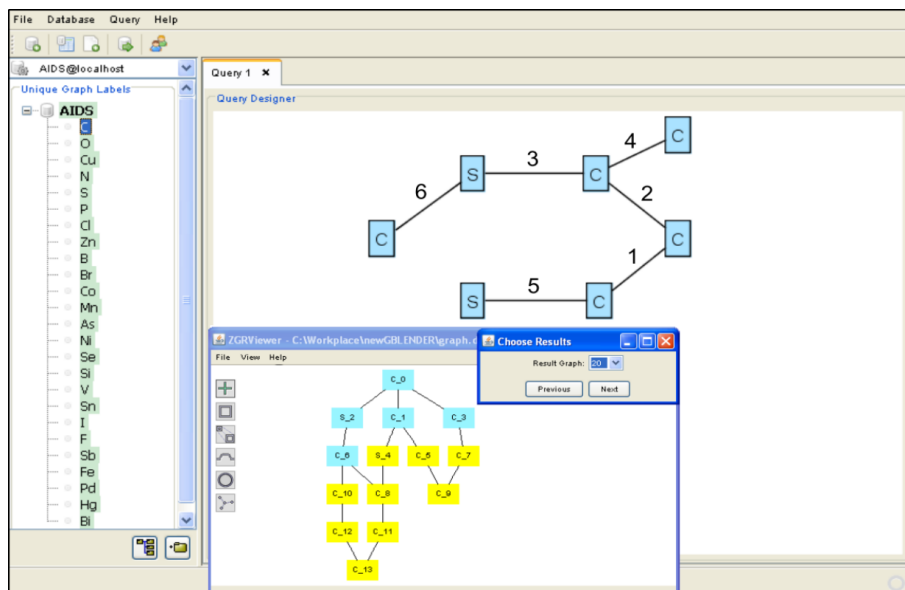 File Database Query Help
AIDS@localhost
Query 1 ×
Unique Graph Labels
AIDS
C
O
Cu
N
S
P
Cl
Zn
B
Br
Co
Mn
As
Ni
Se
Si
V
Sn
I
F
Sb
Fe
Pd
Hg
Bi
Query Designer
C
4
S
3
C
6
2
C
C
1
S
5
C
ZGRViewer - C:\Workplace\newGBLENDER\graph.
File View Help
Choose Results
Result Graph: 20
Previous Next
C_0
S_2 C_1 C_3
C_6 S_4 C_5 C_7
C_10 C_8 C_9
C_12 C_11
C_13